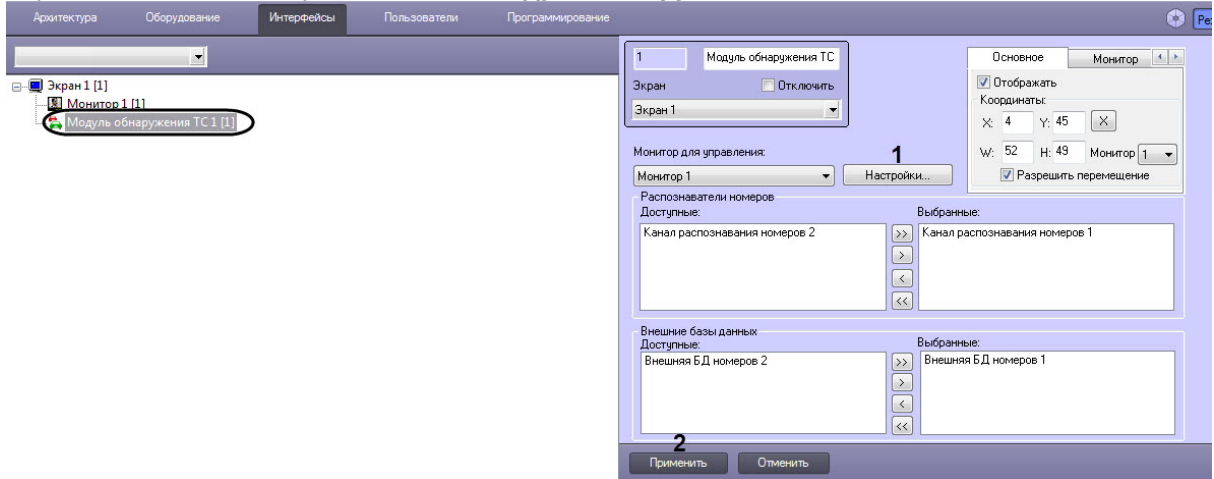 Архитектура Оборудование Интерфейсы Пользователи Программирование
Экран 1 [1]
Монитор 1 [1]
Модуль обнаружения ТС 1 [1]
1 Модуль обнаружения ТС
Экран Отключить
Экран 1
Основное Монитор
Отображать
Координаты:
X: 4 Y: 45 X
W: 52 H: 49 Монитор 1
Разрешить перемещение
Монитор для управления: 1
Монитор 1 Настройки...
Распознаватели номеров
Доступные: Выбранные:
Канал распознавания номеров 2 >> Канал распознавания номеров 1
>
<
<<
Внешние базы данных
Доступные: Выбранные:
Внешняя БД номеров 2 >> Внешняя БД номеров 1
>
<
<<
2
Применить Отменить